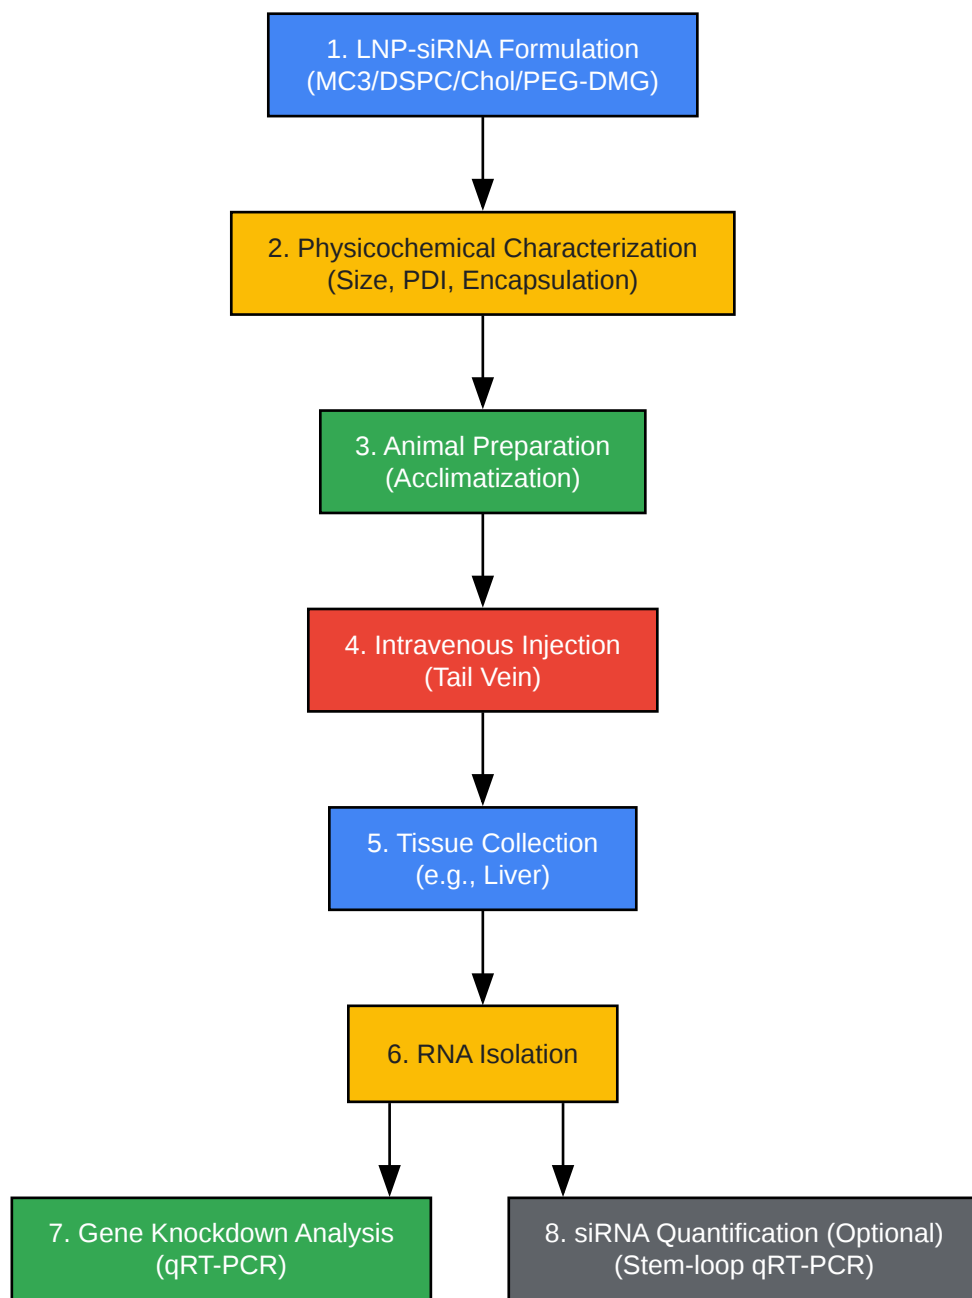 1. LNP-siRNA Formulation
(MC3/DSPC/Chol/PEG-DMG)
2. Physicochemical Characterization
(Size, PDI, Encapsulation)
3. Animal Preparation
(Acclimatization)
4. Intravenous Injection
(Tail Vein)
5. Tissue Collection
(e.g., Liver)
6. RNA Isolation
7. Gene Knockdown Analysis
(qRT-PCR)
8. siRNA Quantification (Optional)
(Stem-loop qRT-PCR)